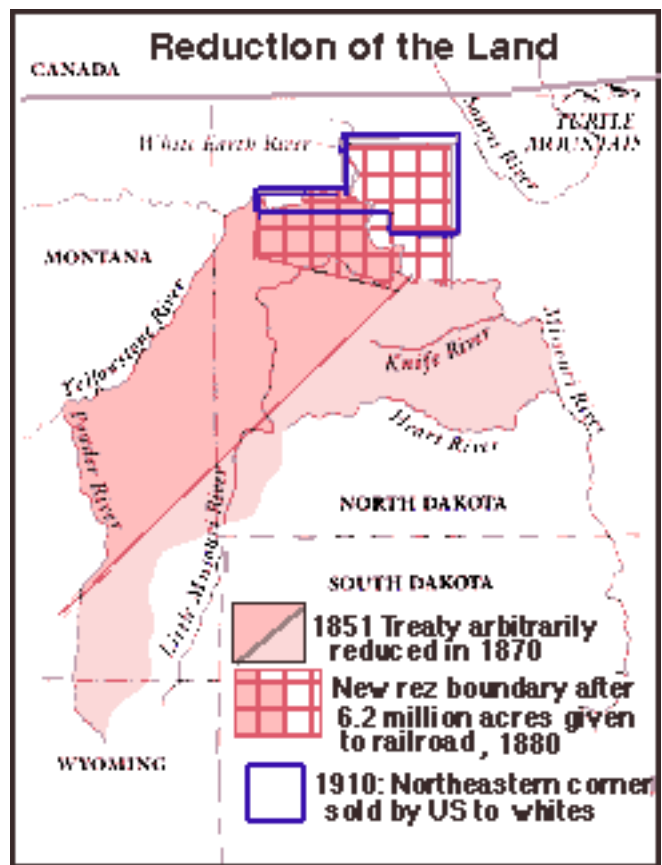 Reduction of the Land
CANADA
Souris River
TURTLE
MOUNTAIN
White Earth River
MONTANA
Yellowstone River
Missouri River
Knife River
Powder River
Heart River
NORTH DAKOTA
Little Missouri River
SOUTH DAKOTA
1851 Treaty arbitrarily
reduced in 1870
New rez boundary after
6.2 million acres given
to railroad, 1880
WYOMING
1910: Northeastern corner
sold by US to whites